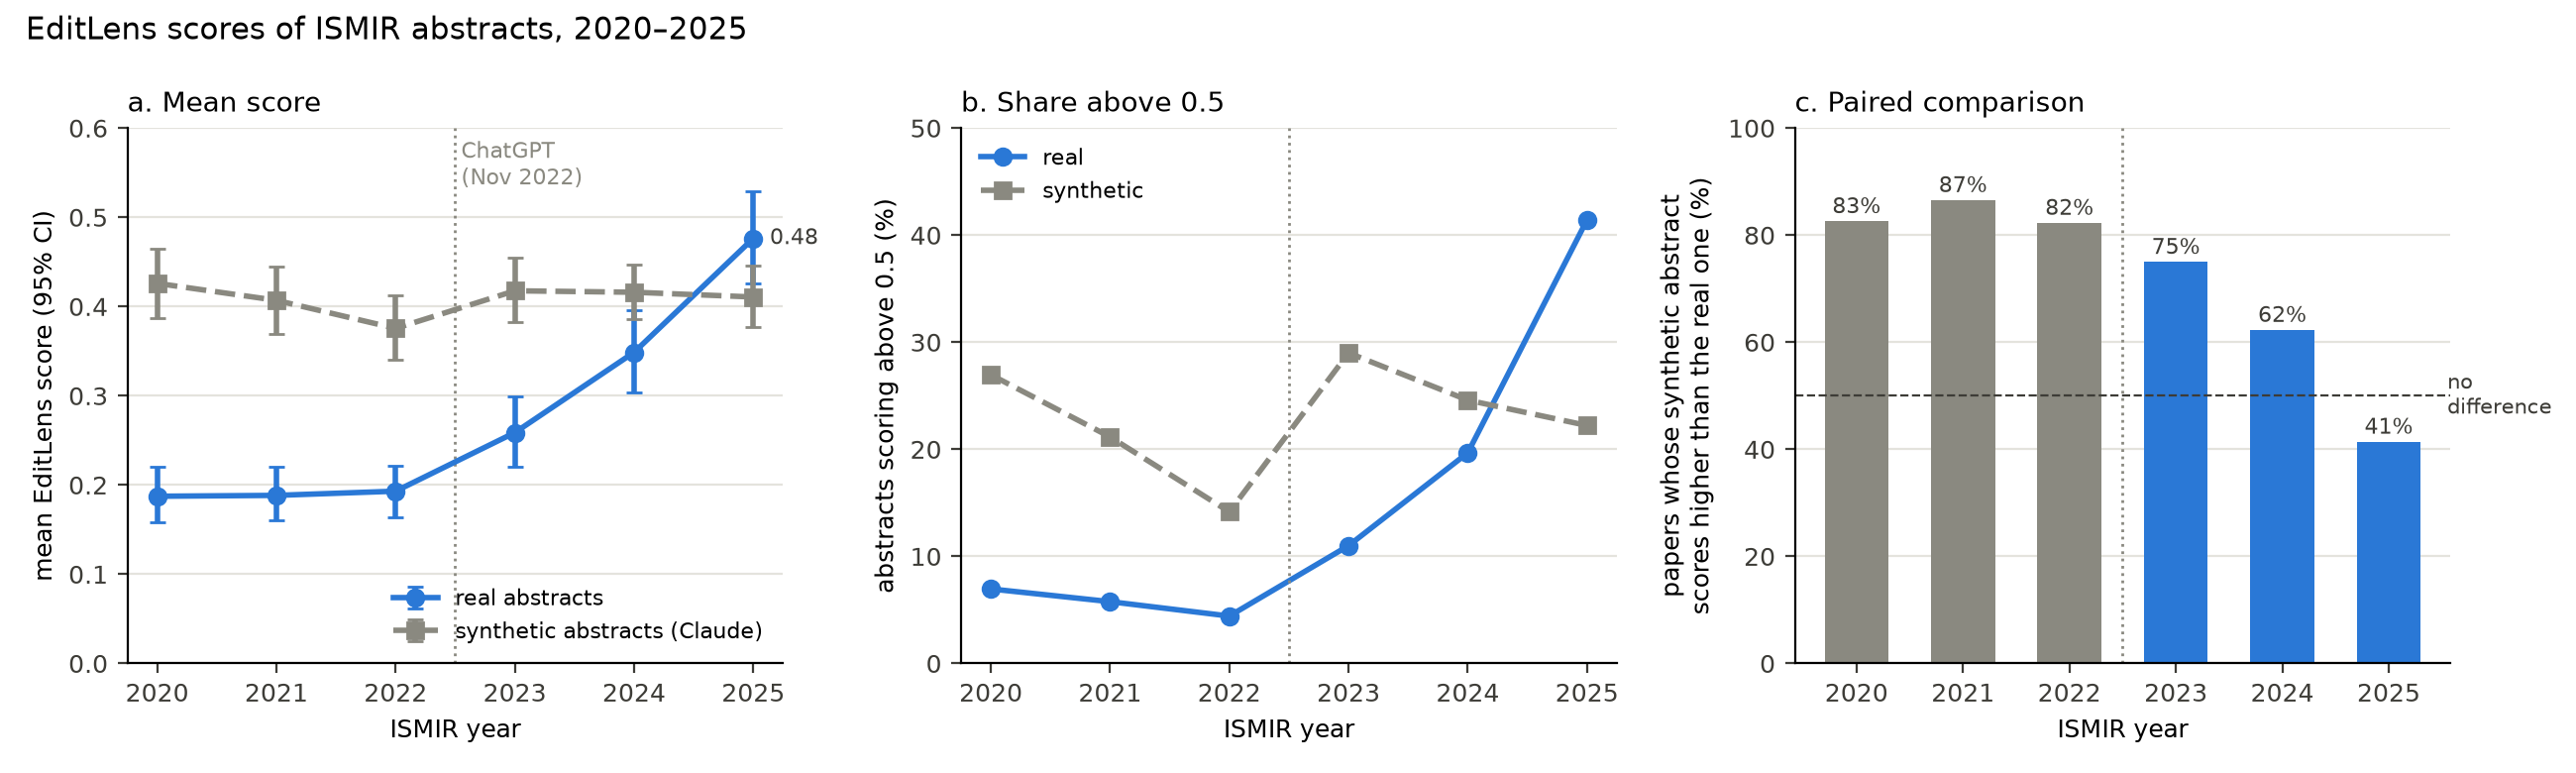 EditLens scores of ISMIR abstracts, 2020–2025
a. Mean score
mean EditLens score (95% CI)
0.6
0.5
0.4
0.3
0.2
0.1
0.0
ChatGPT
(Nov 2022)
0.48
real abstracts
synthetic abstracts (Claude)
2020 2021 2022 2023 2024 2025
ISMIR year
b. Share above 0.5
abstracts scoring above 0.5 (%)
50
40
30
20
10
0
real
synthetic
2020 2021 2022 2023 2024 2025
ISMIR year
c. Paired comparison
papers whose synthetic abstract
scores higher than the real one (%)
100
80
60
40
20
0
83% 87% 82% 75% 62% 41%
no
difference
2020 2021 2022 2023 2024 2025
ISMIR year